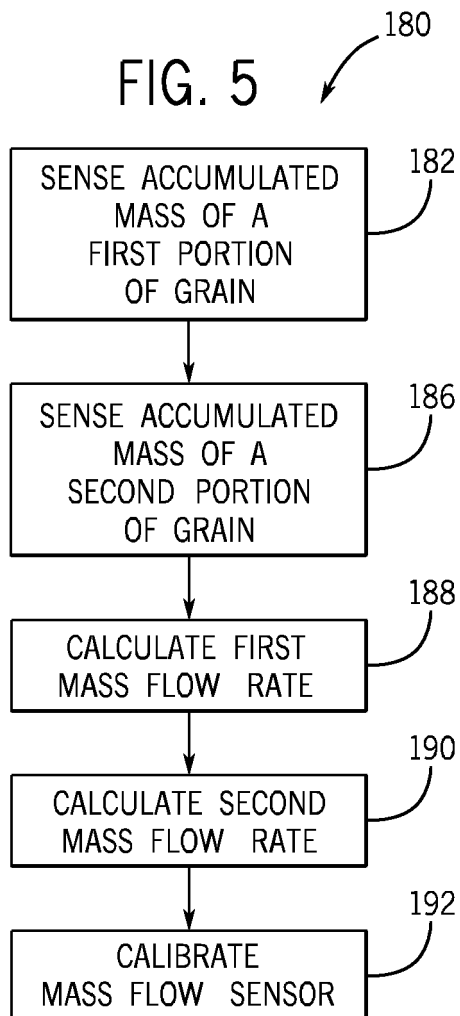 180
FIG. 5
182
SENSE ACCUMULATED
MASS OF A
FIRST PORTION
OF GRAIN
186
SENSE ACCUMULATED
MASS OF A
SECOND PORTION
OF GRAIN
188
CALCULATE FIRST
MASS FLOW RATE
190
CALCULATE SECOND
MASS FLOW RATE
192
CALIBRATE
MASS FLOW SENSOR